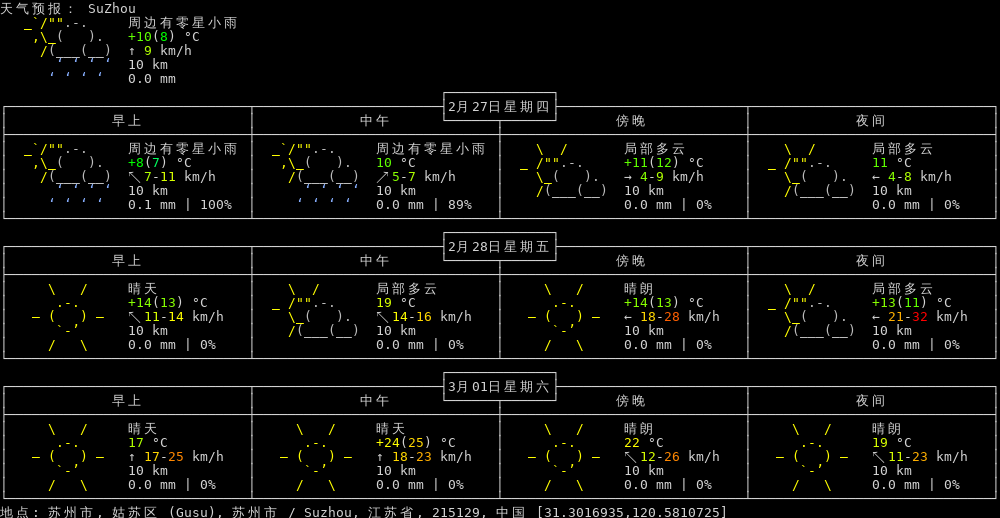 天气预报: SuZhou
周边有零星小雨
+10(8) °C
↑ 9 km/h
10 km
0.0 mm
2月27日星期四
早上 中午 傍晚 夜间
周边有零星小雨 周边有零星小雨 局部多云 局部多云
+8(7) °C 10 °C +11(12) °C 11 °C
↖ 7-11 km/h ↗ 5-7 km/h → 4-9 km/h ← 4-8 km/h
10 km 10 km 10 km 10 km
0.1 mm | 100% 0.0 mm | 89% 0.0 mm | 0% 0.0 mm | 0%
2月28日星期五
早上 中午 傍晚 夜间
晴天 局部多云 晴朗 局部多云
+14(13) °C 19 °C +14(13) °C +13(11) °C
↖ 11-14 km/h ↖ 14-16 km/h ← 18-28 km/h ← 21-32 km/h
10 km 10 km 10 km 10 km
0.0 mm | 0% 0.0 mm | 0% 0.0 mm | 0% 0.0 mm | 0%
3月01日星期六
早上 中午 傍晚 夜间
晴天 晴天 晴朗 晴朗
17 °C +24(25) °C 22 °C 19 °C
↑ 17-25 km/h ↑ 18-23 km/h ↖ 12-26 km/h ↖ 11-23 km/h
10 km 10 km 10 km 10 km
0.0 mm | 0% 0.0 mm | 0% 0.0 mm | 0% 0.0 mm | 0%
地点: 苏州市, 姑苏区 (Gusu), 苏州市 / Suzhou, 江苏省, 215129, 中国 [31.3016935,120.5810725]